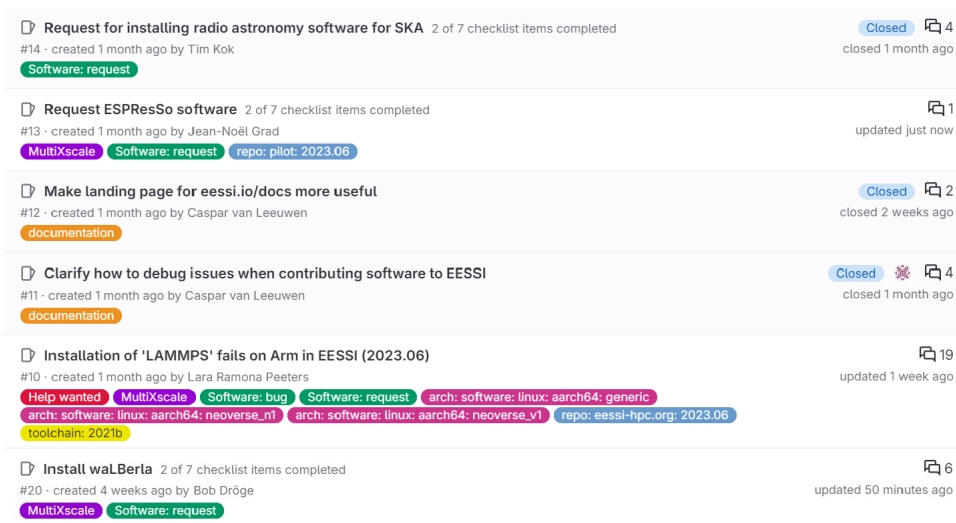 Request for installing radio astronomy software for SKA 2 of 7 checklist items completed Closed 4
#14 · created 1 month ago by Tim Kok closed 1 month ago
Software: request
Request ESPResSo software 2 of 7 checklist items completed 1
#13 · created 1 month ago by Jean-Noël Grad updated just now
MultiXscale Software: request repo: pilot: 2023.06
Make landing page for eessi.io/docs more useful Closed 2
#12 · created 1 month ago by Caspar van Leeuwen closed 2 weeks ago
documentation
Clarify how to debug issues when contributing software to EESSI Closed 4
#11 · created 1 month ago by Caspar van Leeuwen closed 1 month ago
documentation
Installation of 'LAMMPS' fails on Arm in EESSI (2023.06) 19
#10 · created 1 month ago by Lara Ramona Peeters updated 1 week ago
Help wanted MultiXscale Software: bug Software: request arch: software: linux: aarch64: generic
arch: software: linux: aarch64: neoverse_n1 arch: software: linux: aarch64: neoverse_v1 repo: eessi-hpc.org: 2023.06
toolchain: 2021b
Install waLBerla 2 of 7 checklist items completed 6
#20 · created 4 weeks ago by Bob Dröge updated 50 minutes ago
MultiXscale Software: request